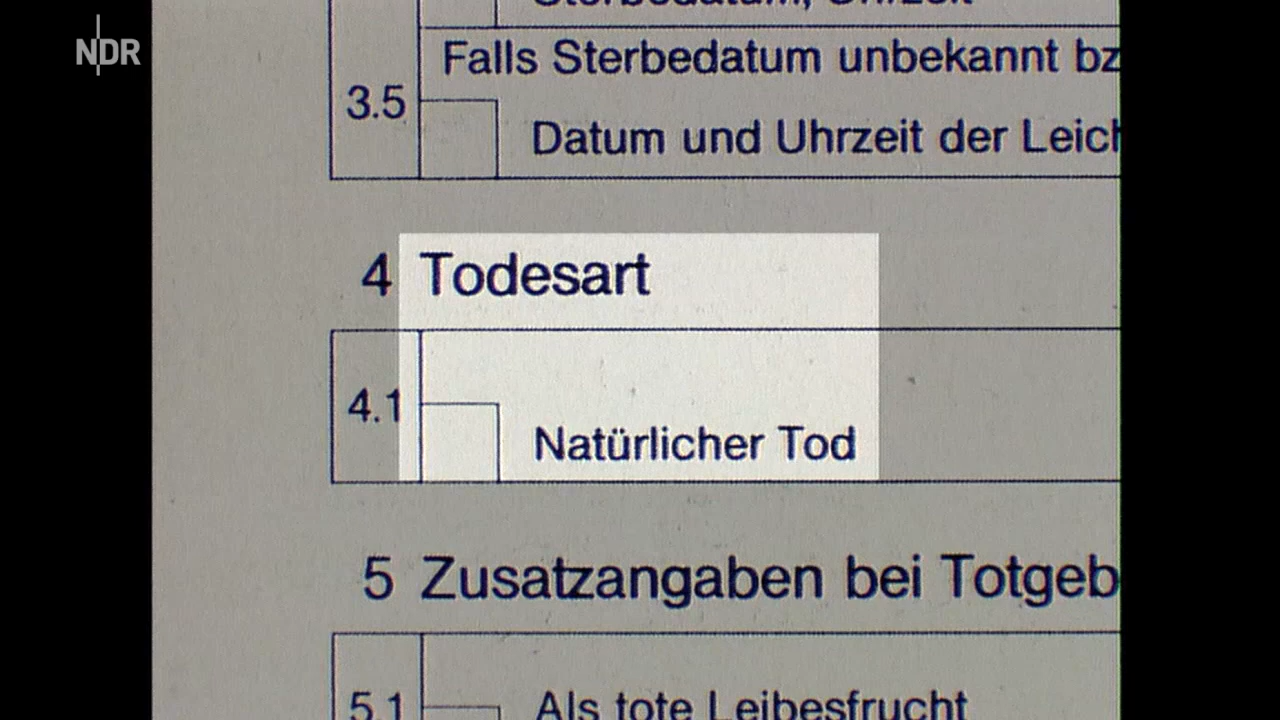 NDR
Falls Sterbedatum unbekannt bz
3.5
Datum und Uhrzeit der Leich
4 Todesart
4.1
Natürlicher Tod
5 Zusatzangaben bei Totgeb
5.1
Als tote Leibesfrucht